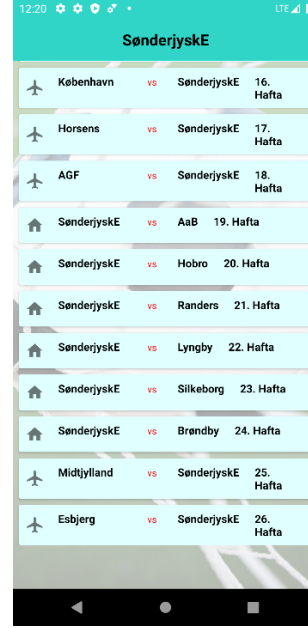 12:20 LTE
SønderjyskE
København vs SønderjyskE 16.
Hafta
Horsens vs SønderjyskE 17.
Hafta
AGF vs SønderjyskE 18.
Hafta
SønderjyskE vs AaB 19. Hafta
SønderjyskE vs Hobro 20. Hafta
SønderjyskE vs Randers 21. Hafta
SønderjyskE vs Lyngby 22. Hafta
SønderjyskE vs Silkeborg 23. Hafta
SønderjyskE vs Brøndby 24. Hafta
Midtjylland vs SønderjyskE 25.
Hafta
Esbjerg vs SønderjyskE 26.
Hafta